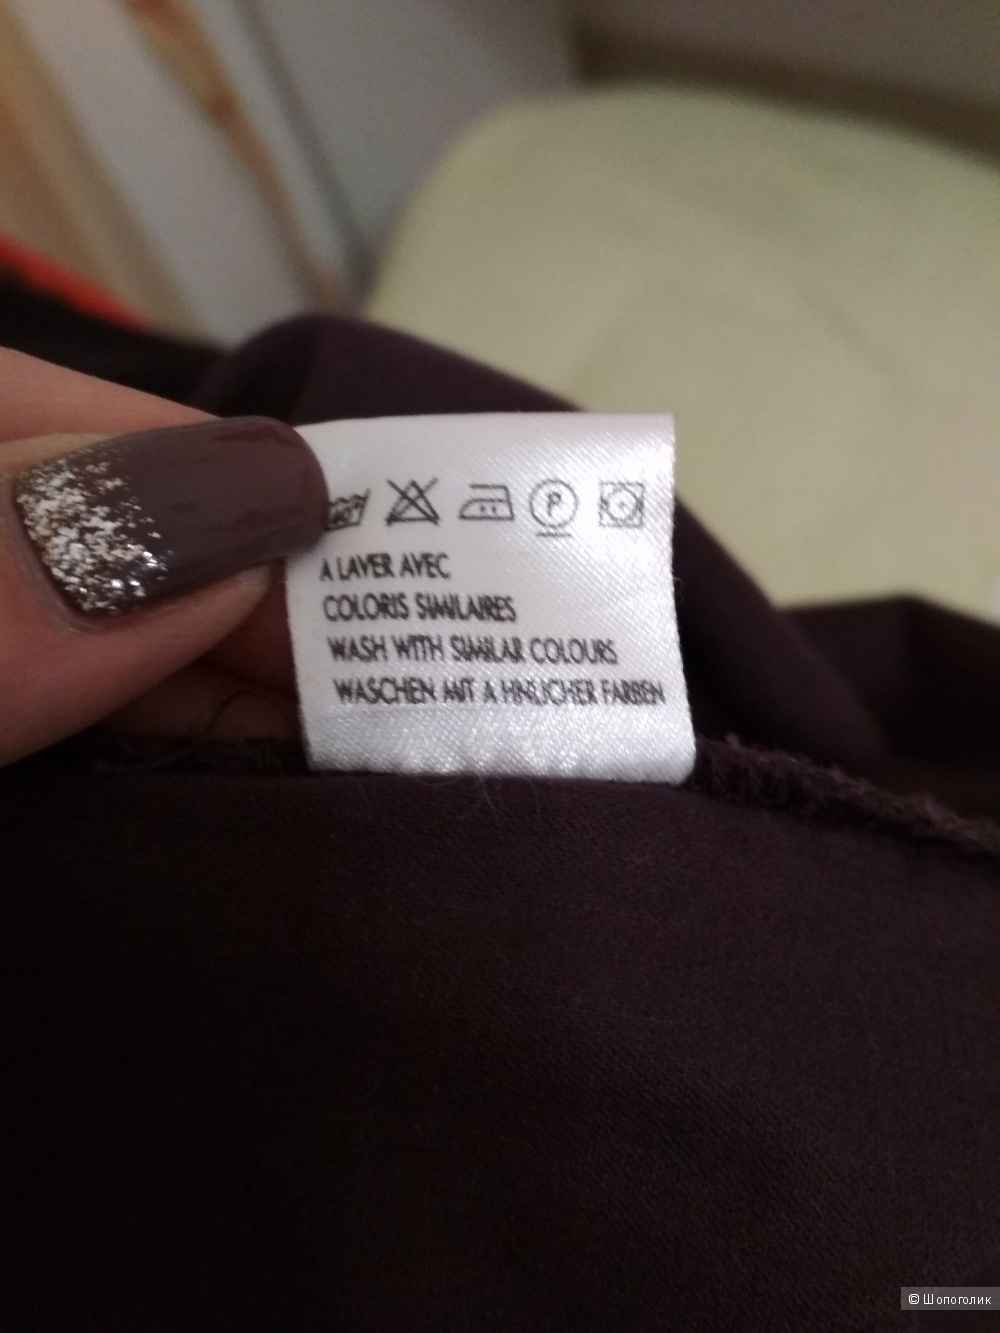 P
A LAVER AVEC
COLORIS SIMILAIRES
WASH WITH SIMILAR COLOURS
WASCHEN MIT A HNLICHER FARBEN
© Шопоголик